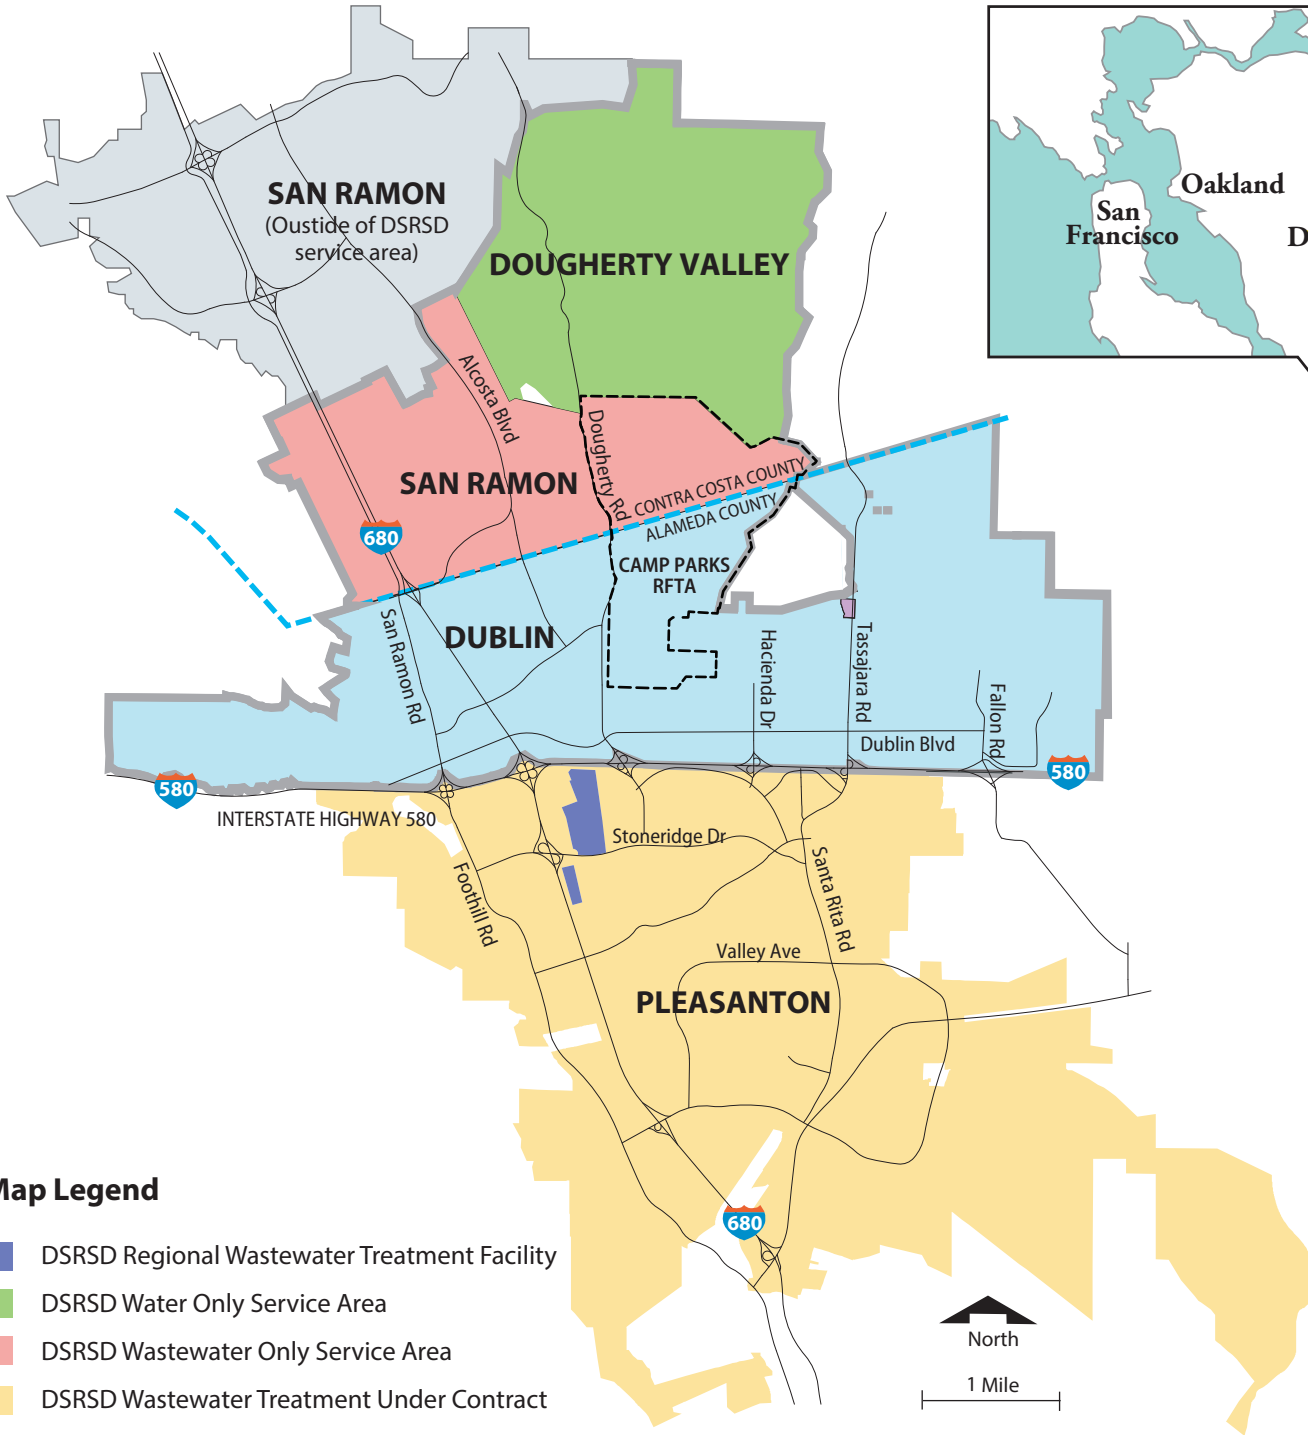 SAN RAMON
(Oustide of DSRSD
service area)
DOUGHERTY VALLEY
Oakland
San
Francisco
D
Alcosta Blvd
Dougherty Rd
SAN RAMON
CONTRA COSTA COUNTY
ALAMEDA COUNTY
680
CAMP PARKS
RFTA
DUBLIN
San Ramon Rd
Hacienda Dr
Tassajara Rd
Fallon Rd
Dublin Blvd
580
580
INTERSTATE HIGHWAY 580
Stoneridge Dr
Foothill Rd
Santa Rita Rd
Valley Ave
PLEASANTON
680
Map Legend
DSRSD Regional Wastewater Treatment Facility
DSRSD Water Only Service Area
DSRSD Wastewater Only Service Area
DSRSD Wastewater Treatment Under Contract
North
1 Mile